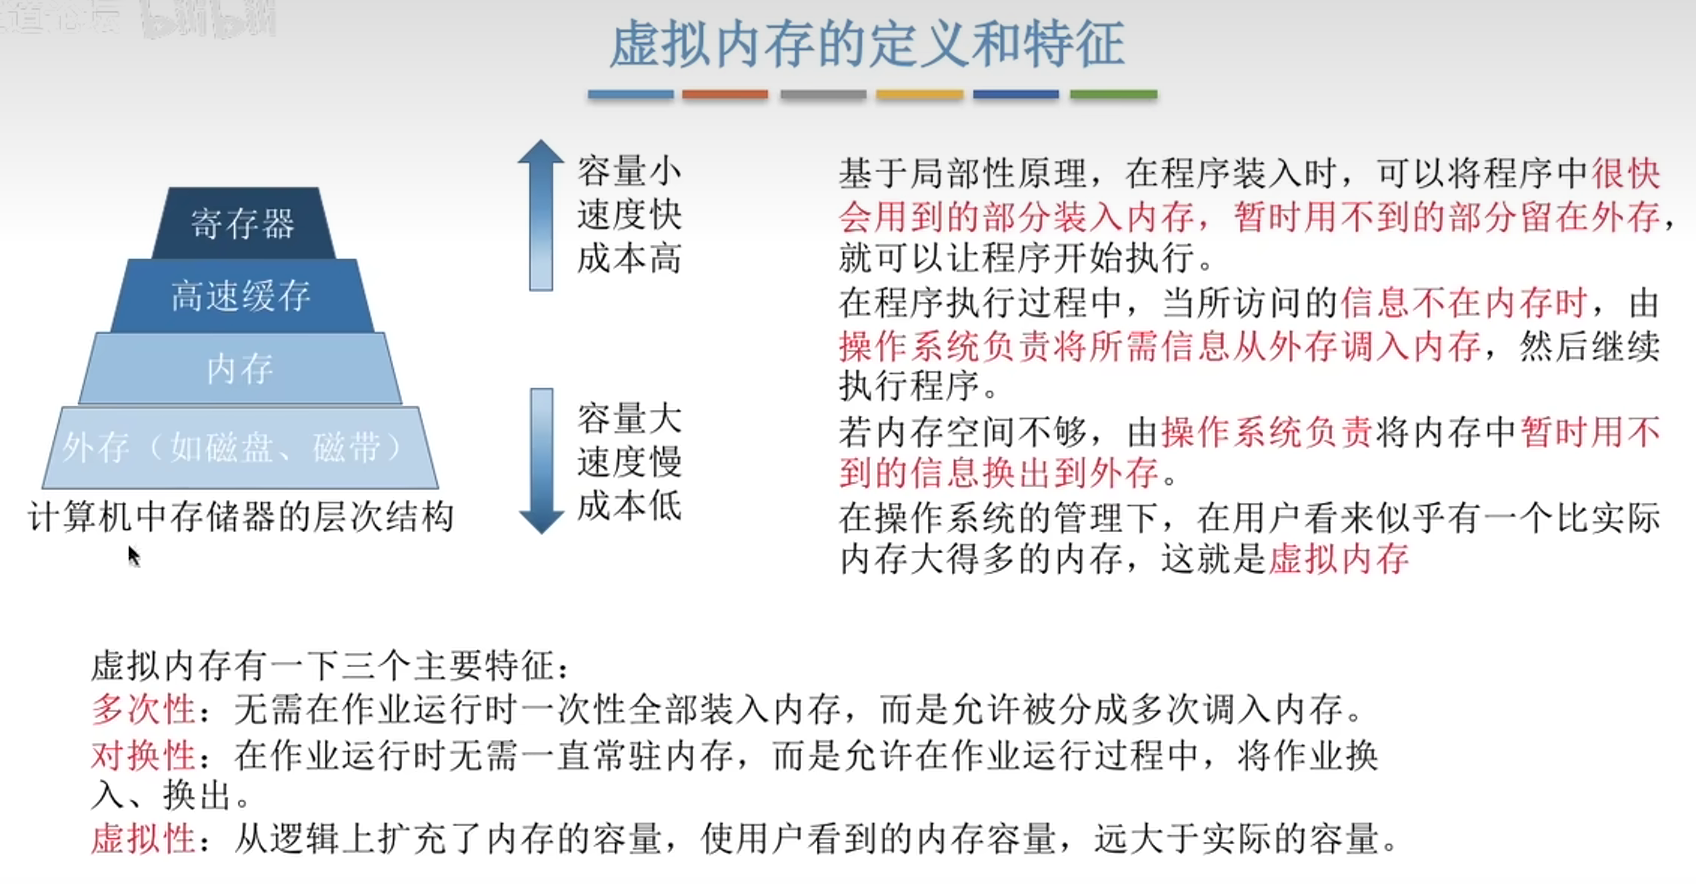 虚拟内存的定义和特征
寄存器
高速缓存
内存
外存（如磁盘、磁带）
计算机中存储器的层次结构
容量小
速度快
成本高
容量大
速度慢
成本低
基于局部性原理，在程序装入时，可以将程序中很快
会用到的部分装入内存，暂时用不到的部分留在外存，
就可以让程序开始执行。
在程序执行过程中，当所访问的信息不在内存时，由
操作系统负责将所需信息从外存调入内存，然后继续
执行程序。
若内存空间不够，由操作系统负责将内存中暂时用不
到的信息换出到外存。
在操作系统的管理下，在用户看来似乎有一个比实际
内存大得多的内存，这就是虚拟内存
虚拟内存有一下三个主要特征：
多次性：无需在作业运行时一次性全部装入内存，而是允许被分成多次调入内存。
对换性：在作业运行时无需一直常驻内存，而是允许在作业运行过程中，将作业换
入、换出。
虚拟性：从逻辑上扩充了内存的容量，使用户看到的内存容量，远大于实际的容量。
bilibili